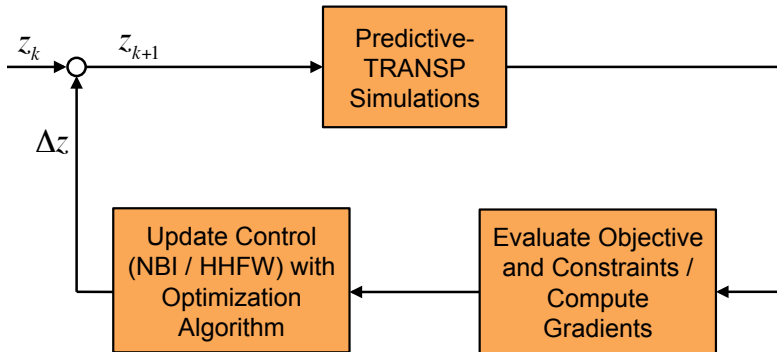 z_k
z_{k+1}
Predictive-
TRANSP
Simulations
Δz
Update Control
(NBI / HHFW) with
Optimization
Algorithm
Evaluate Objective
and Constraints /
Compute
Gradients